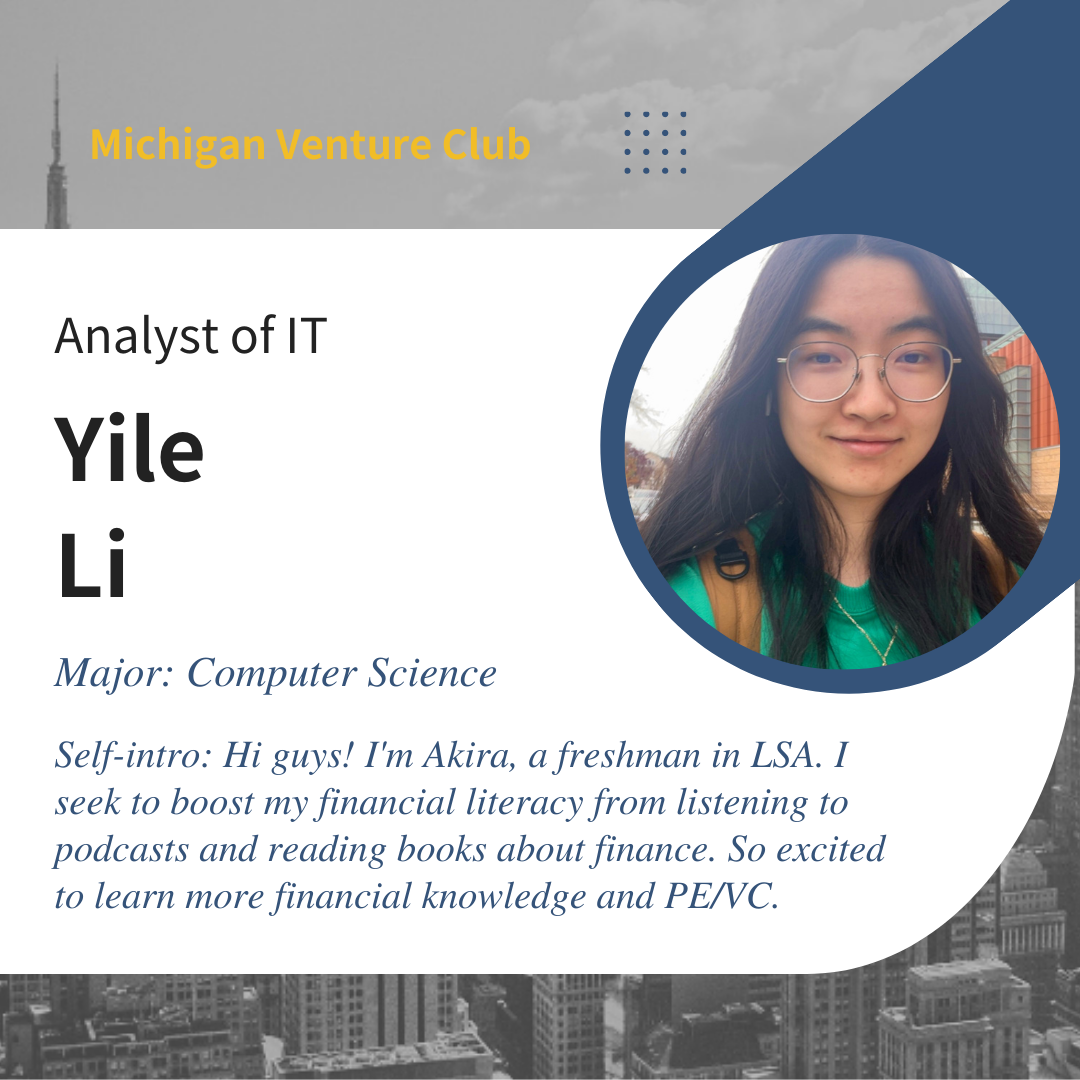 Michigan Venture Club
Analyst of IT
Yile
Li
Major: Computer Science
Self-intro: Hi guys! I'm Akira, a freshman in LSA. I
seek to boost my financial literacy from listening to
podcasts and reading books about finance. So excited
to learn more financial knowledge and PE/VC.